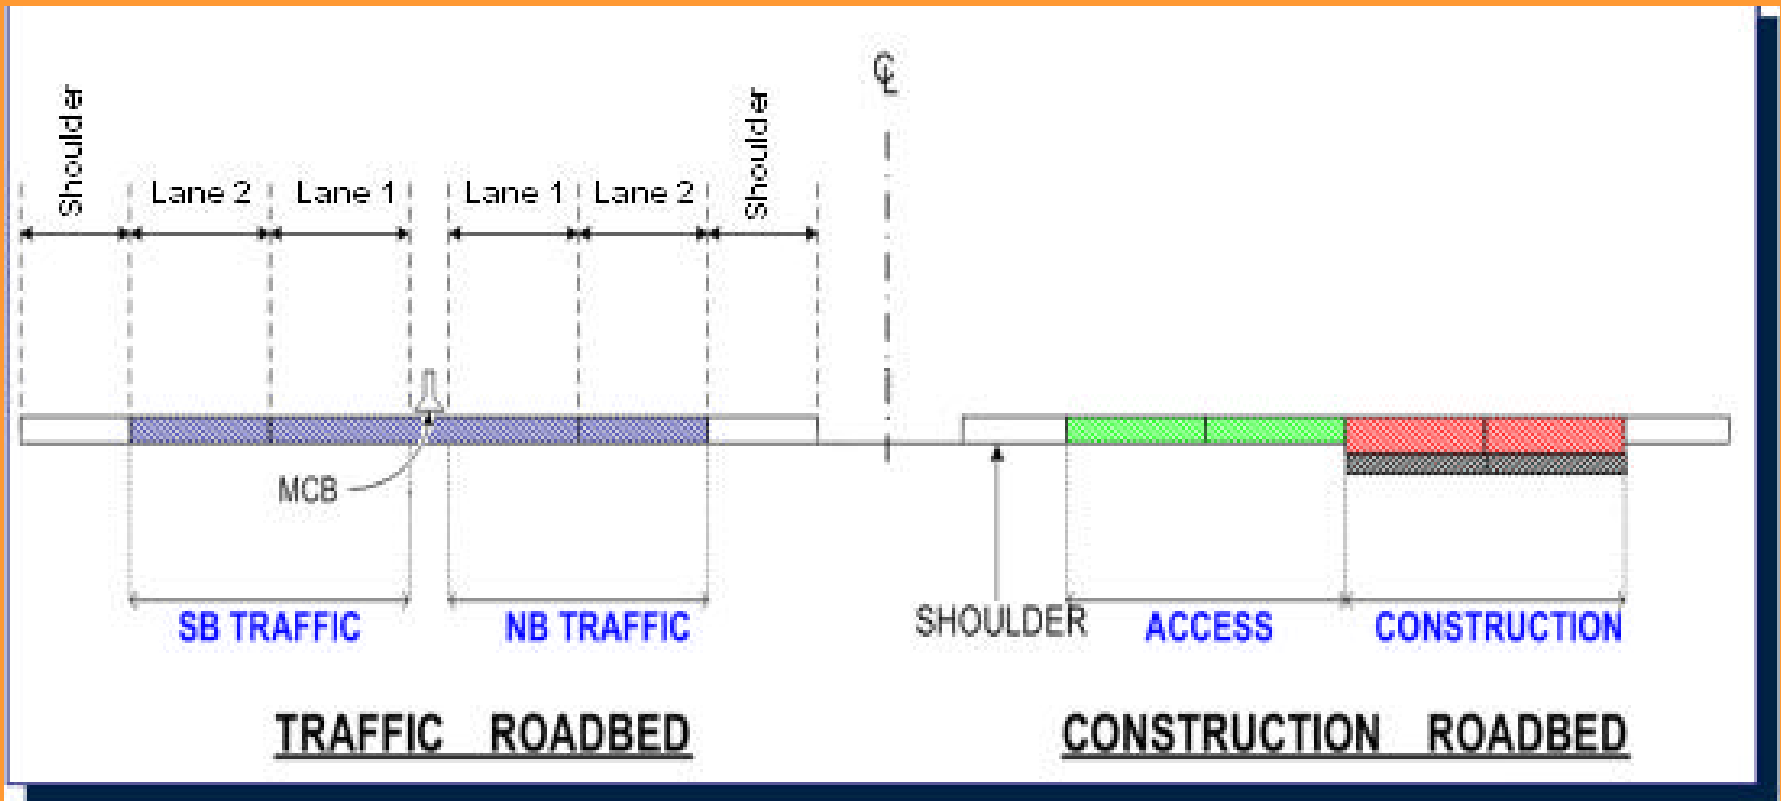 ℄
Shoulder
Lane 2
Lane 1
Lane 1
Lane 2
Shoulder
MCB
SHOULDER
SB TRAFFIC
NB TRAFFIC
ACCESS
CONSTRUCTION
TRAFFIC ROADBED
CONSTRUCTION ROADBED